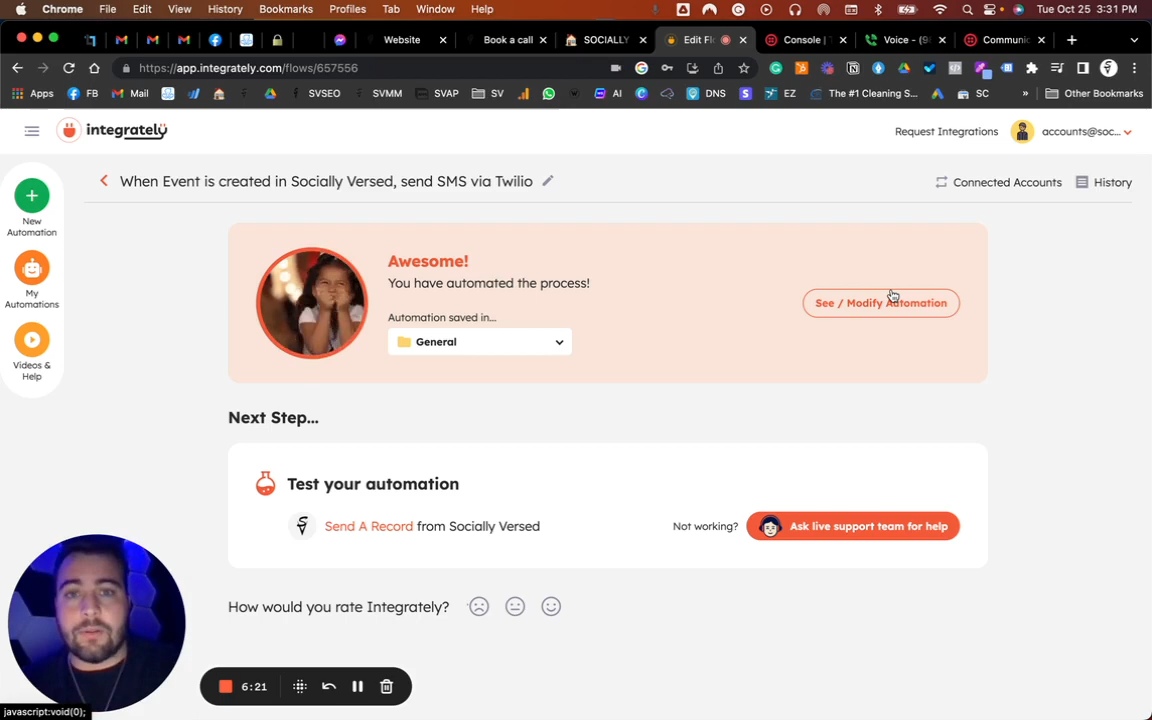 Chrome File Edit View History Bookmarks Profiles Tab Window Help Tue Oct 25 3:31 PM
Website Book a call SOCIALLY Edit Fl Console | T Voice - (9 Communic
https://app.integrately.com/flows/657556
Apps FB Mail SVSEO SVMM SVAP SV AI DNS EZ The #1 Cleaning S... SC » Other Bookmarks
integrately Request Integrations accounts@soc...
When Event is created in Socially Versed, send SMS via Twilio Connected Accounts History
New
Automation
My
Automations
Videos &
Help
Awesome!
You have automated the process!
Automation saved in...
General
See / Modify Automation
Next Step...
Test your automation
Send A Record from Socially Versed Not working? Ask live support team for help
How would you rate Integrately?
6:21
javascript:void(0);